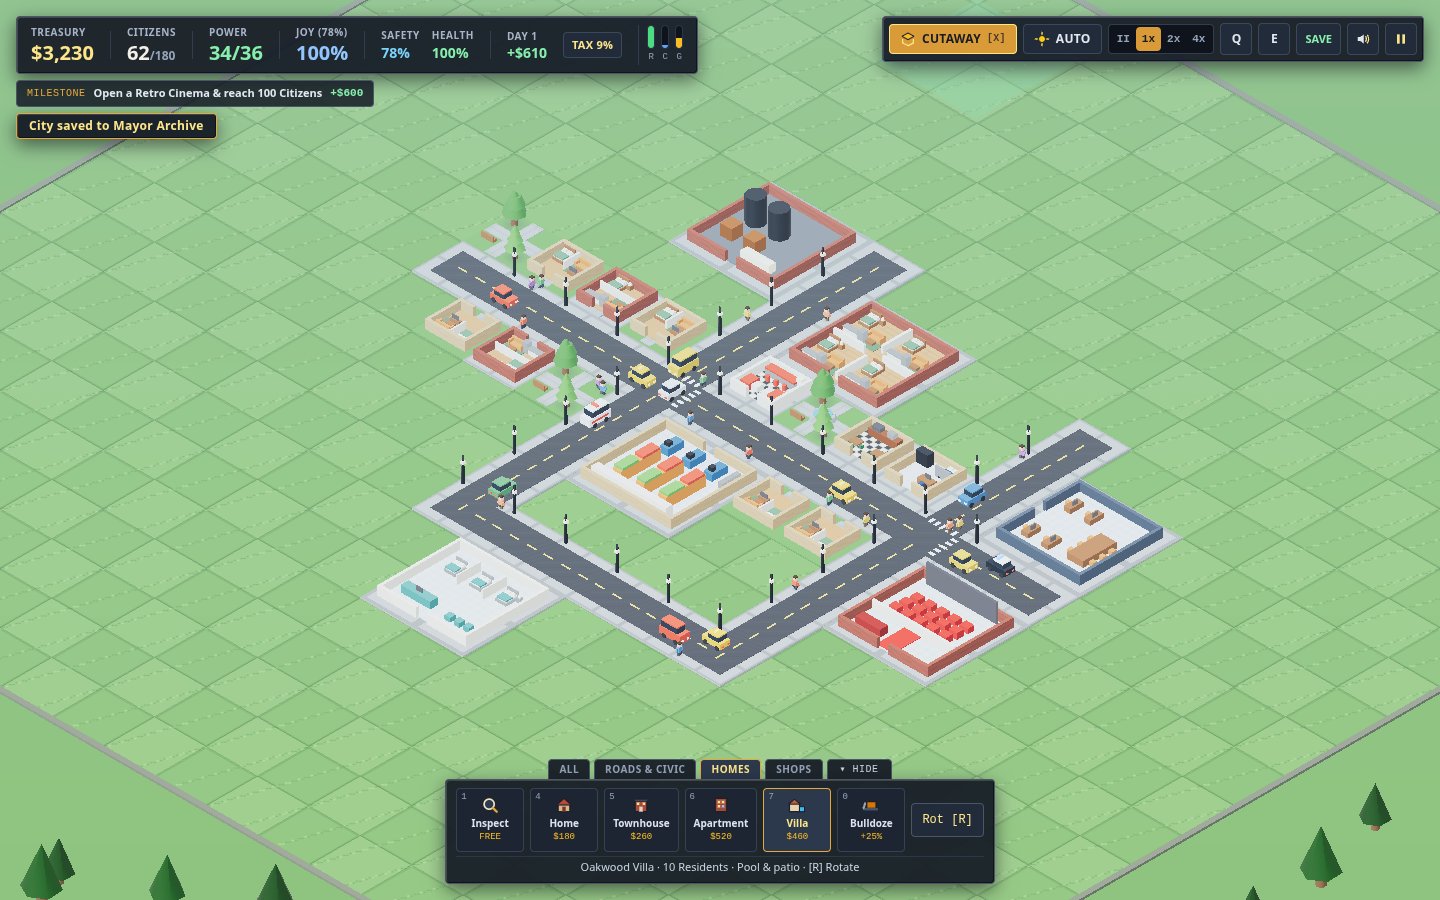 TREASURY
$3,230
CITIZENS
62/180
POWER
34/36
JOY (78%)
100%
SAFETY
78%
HEALTH
100%
DAY 1
+$610
TAX 9%
R C G
CUTAWAY [X]
AUTO
II 1x 2x 4x
Q
E
SAVE
MILESTONE Open a Retro Cinema & reach 100 Citizens +$600
City saved to Mayor Archive
ALL
ROADS & CIVIC
HOMES
SHOPS
▾ HIDE
1
Inspect
FREE
4
Home
$180
5
Townhouse
$260
6
Apartment
$520
7
Villa
$460
0
Bulldoze
+25%
Rot [R]
Oakwood Villa · 10 Residents · Pool & patio · [R] Rotate